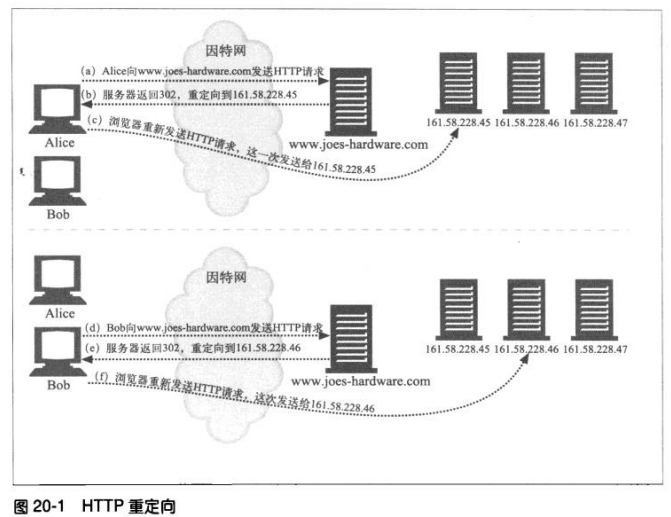 因特网
(a) Alice向www.joes-hardware.com发送HTTP请求
(b) 服务器返回302，重定向到161.58.228.45
(c) 浏览器重新发送HTTP请求，这一次发送给161.58.228.45
Alice
www.joes-hardware.com
161.58.228.45 161.58.228.46 161.58.228.47
Bob
因特网
Alice
(d) Bob向www.joes-hardware.com发送HTTP请求
(e) 服务器返回302，重定向到161.58.228.46
(f) 浏览器重新发送HTTP请求，这次发送给161.58.228.46
Bob
www.joes-hardware.com
161.58.228.45 161.58.228.46 161.58.228.47
图 20-1 HTTP 重定向